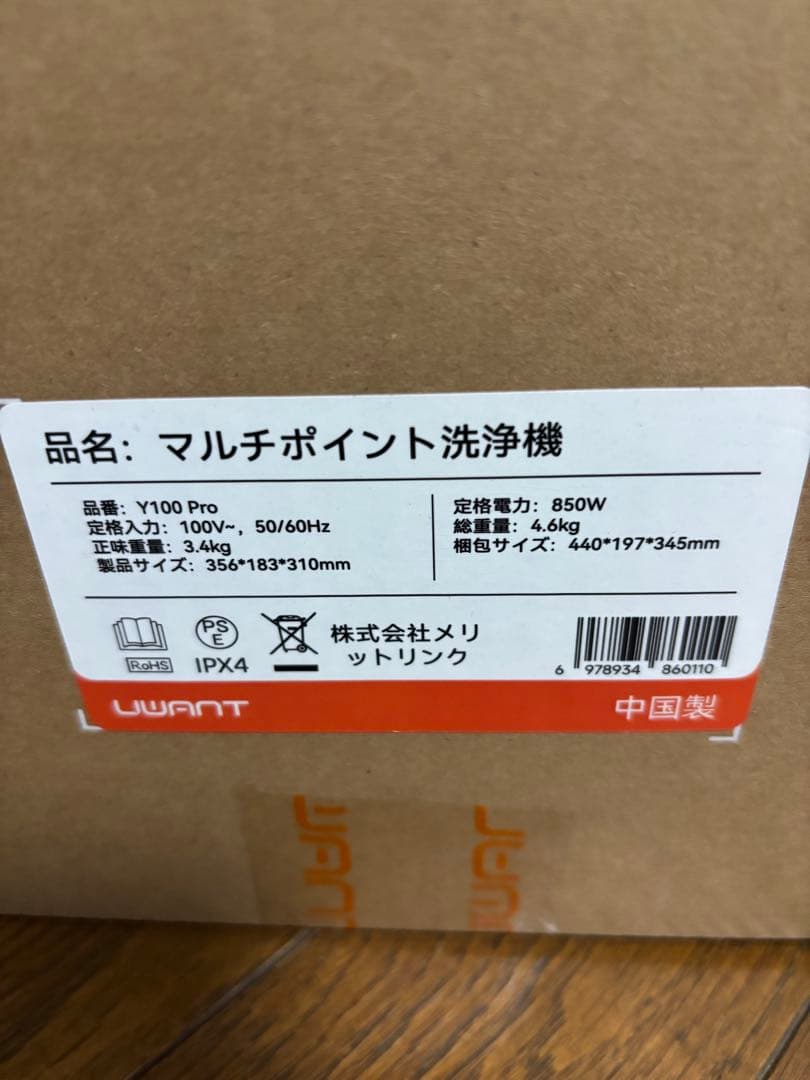 品名：マルチポイント洗浄機
品番：Y100 Pro
定格入力：100V~, 50/60Hz
正味重量：3.4kg
製品サイズ：356*183*310mm
定格電力：850W
総重量：4.6kg
梱包サイズ：440*197*345mm
PS
E
RoHS
IPX4
株式会社メリ
ットリンク
6 978934 860110
UWANT
中国製
UWANT
UWANT